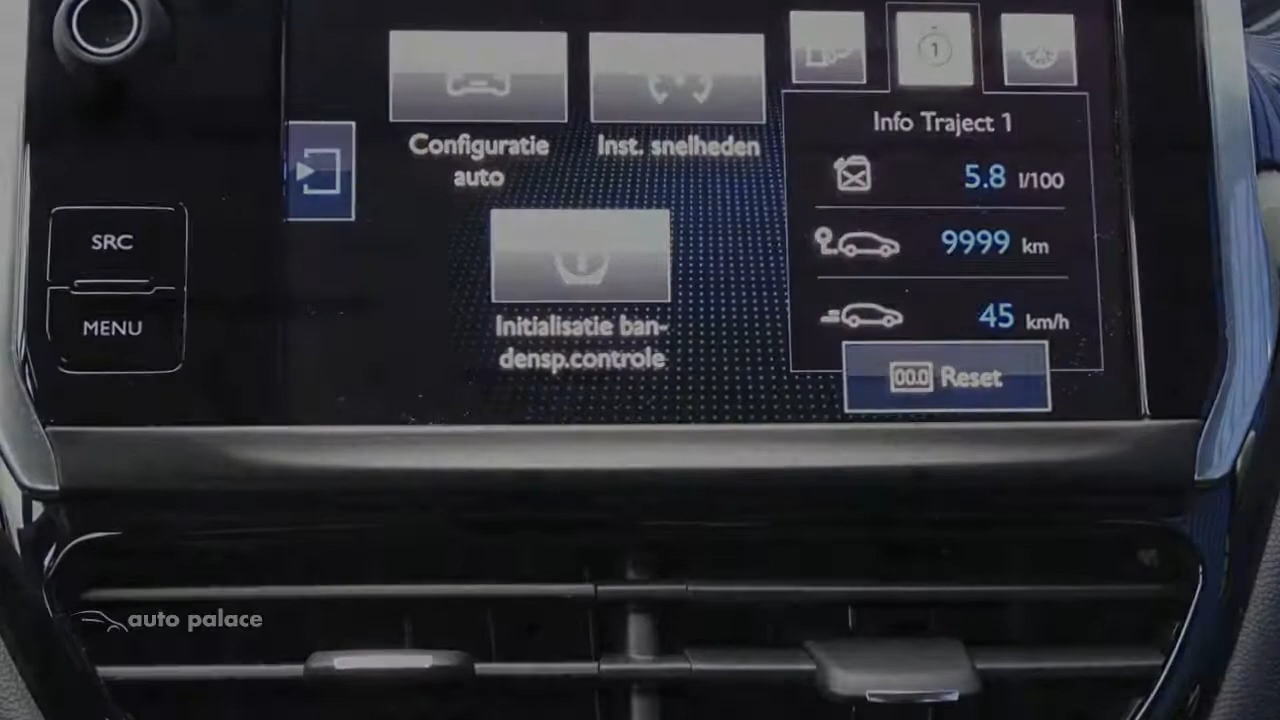 SRC
MENU
Configuratie
auto
Inst. snelheden
Initialisatie ban-
densp.controle
1
Info Traject 1
5.8 l/100
9999 km
45 km/h
00.0 Reset
auto palace